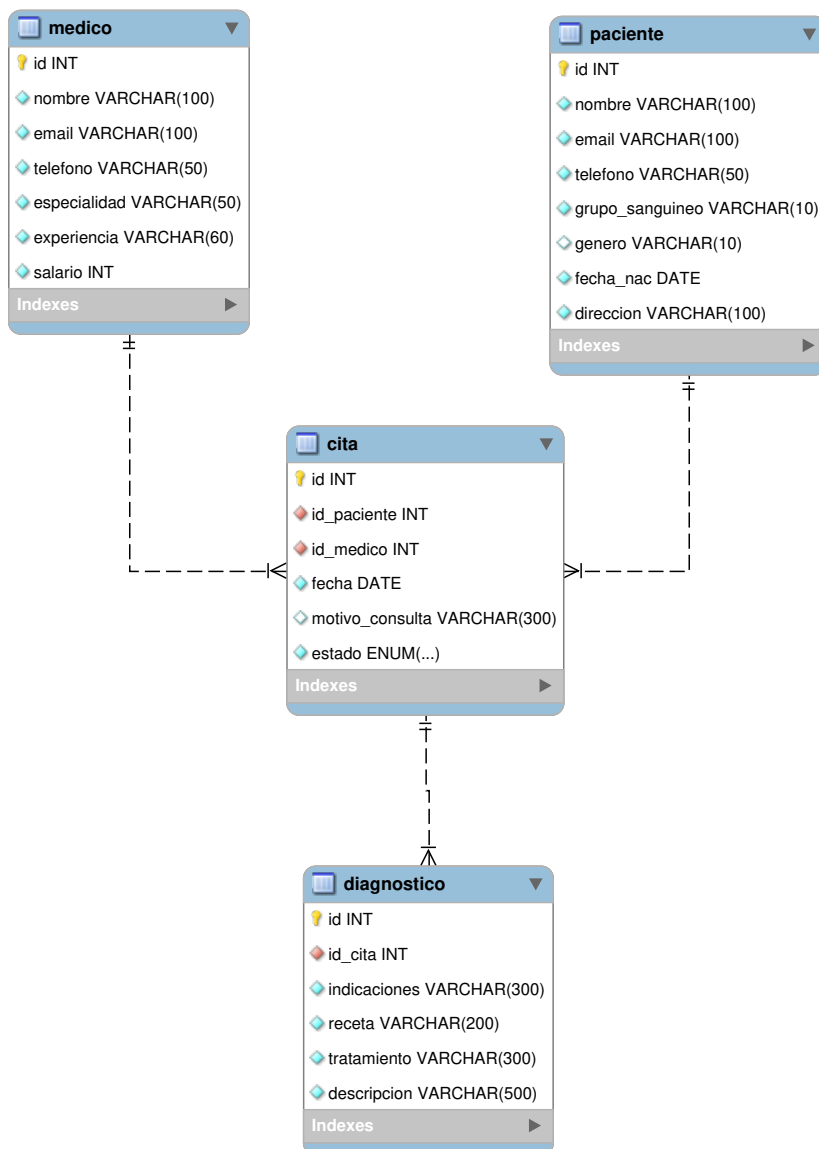 medico
id INT
nombre VARCHAR(100)
email VARCHAR(100)
telefono VARCHAR(50)
especialidad VARCHAR(50)
experiencia VARCHAR(60)
salario INT
Indexes
paciente
id INT
nombre VARCHAR(100)
email VARCHAR(100)
telefono VARCHAR(50)
grupo_sanguineo VARCHAR(10)
genero VARCHAR(10)
fecha_nac DATE
direccion VARCHAR(100)
Indexes
cita
id INT
id_paciente INT
id_medico INT
fecha DATE
motivo_consulta VARCHAR(300)
estado ENUM(...)
Indexes
diagnostico
id INT
id_cita INT
indicaciones VARCHAR(300)
receta VARCHAR(200)
tratamiento VARCHAR(300)
descripcion VARCHAR(500)
Indexes